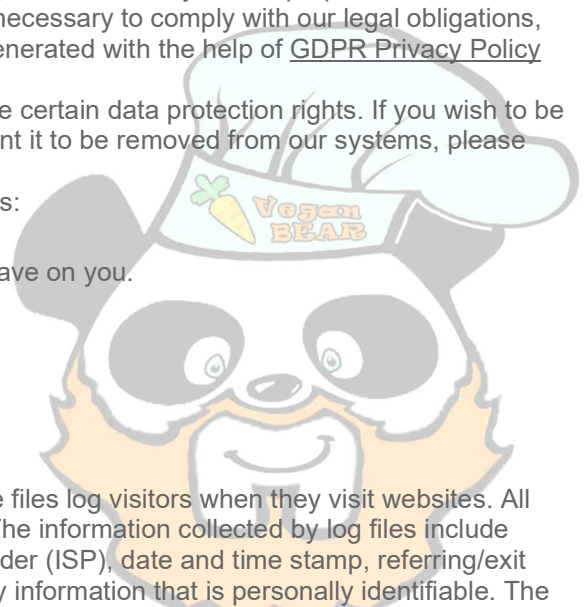 necessary to comply with our legal obligations,
enerated with the help of GDPR Privacy Policy
e certain data protection rights. If you wish to be
nt it to be removed from our systems, please
s:
Vegan
BEAR
ave on you.
e files log visitors when they visit websites. All
The information collected by log files include
der (ISP), date and time stamp, referring/exit
y information that is personally identifiable. The